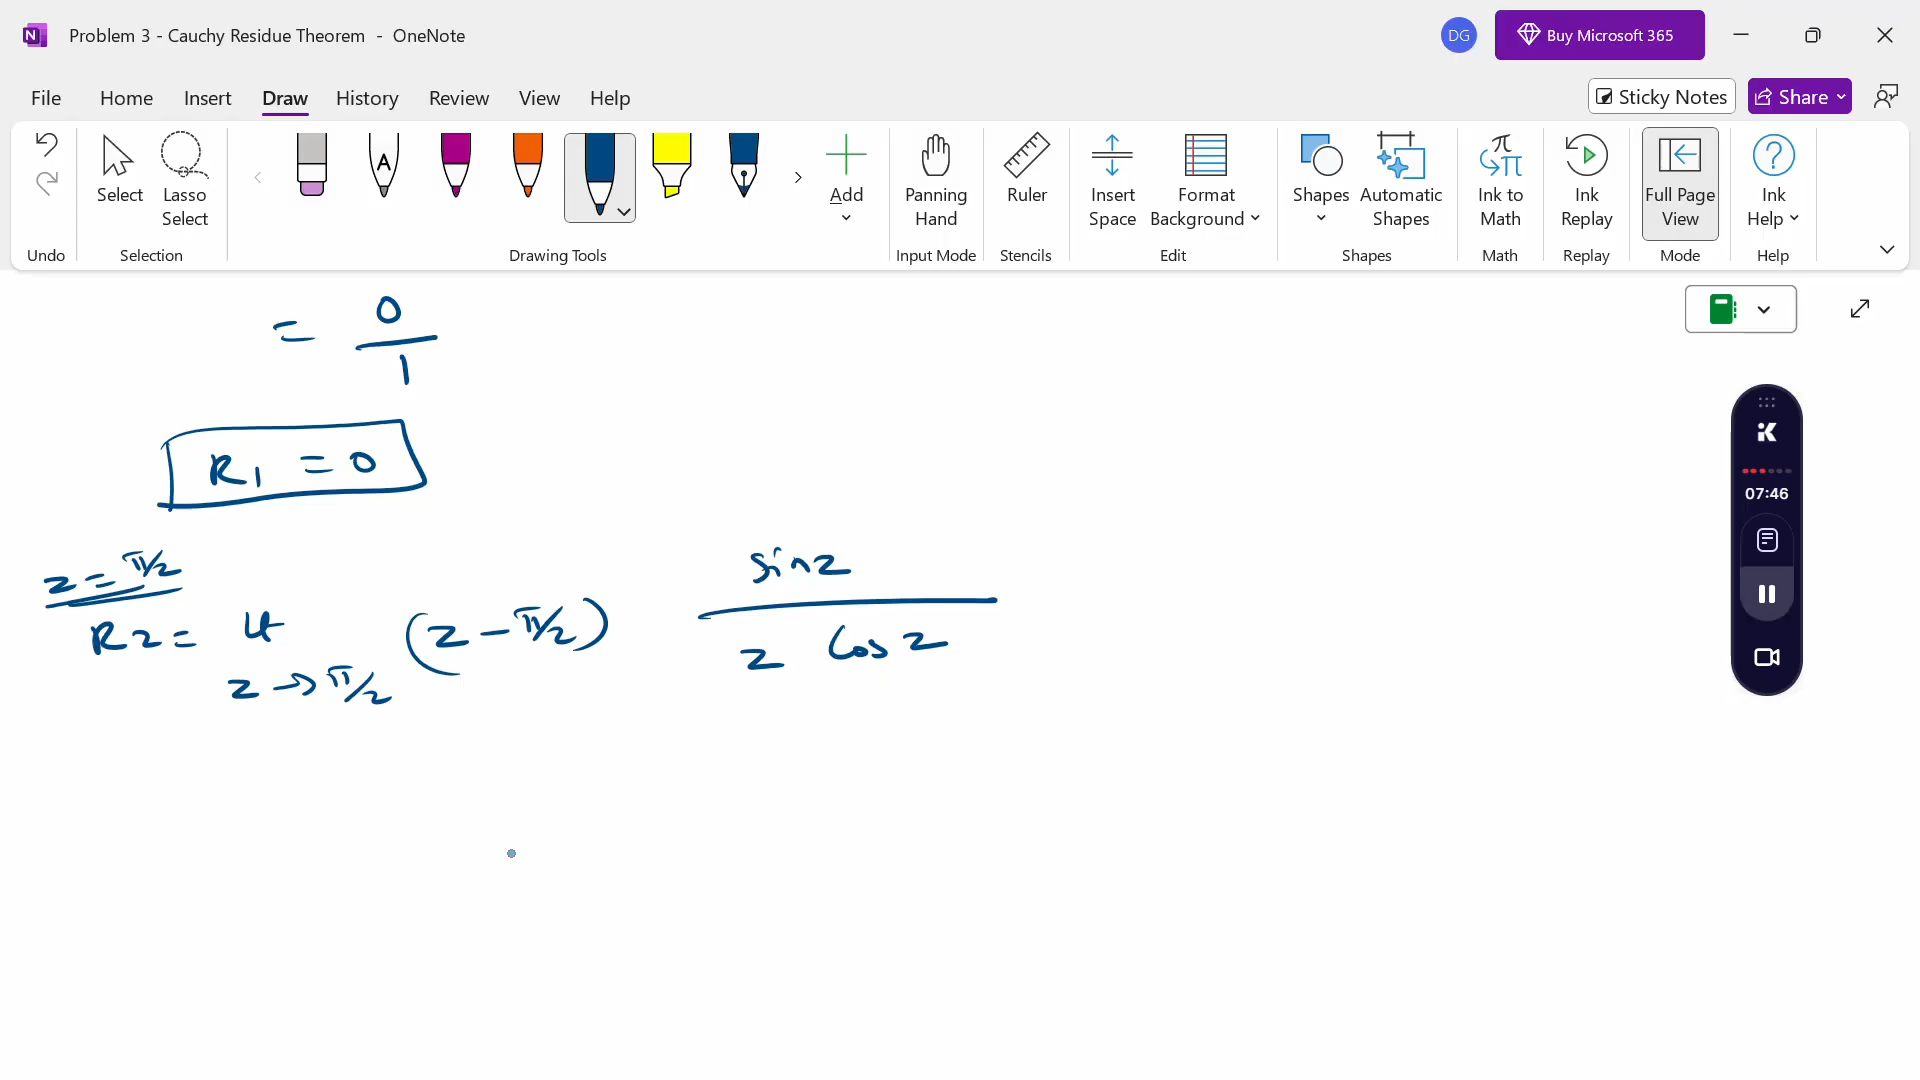 Problem 3 - Cauchy Residue Theorem - OneNote
DG
Buy Microsoft 365
File Home Insert Draw History Review View Help
Sticky Notes
Share
A
Select
Lasso Select
Add
Panning Hand
Ruler
Insert Space
Format Background
Shapes
Automatic Shapes
Ink to Math
Ink Replay
Full Page View
Ink Help
Undo Selection Drawing Tools Input Mode Stencils Edit Shapes Math Replay Mode Help
= 0/1
R1 = 0
07:46
z = π/2
R2 = Lt z → π/2 (z - π/2) sin z / z Cos z